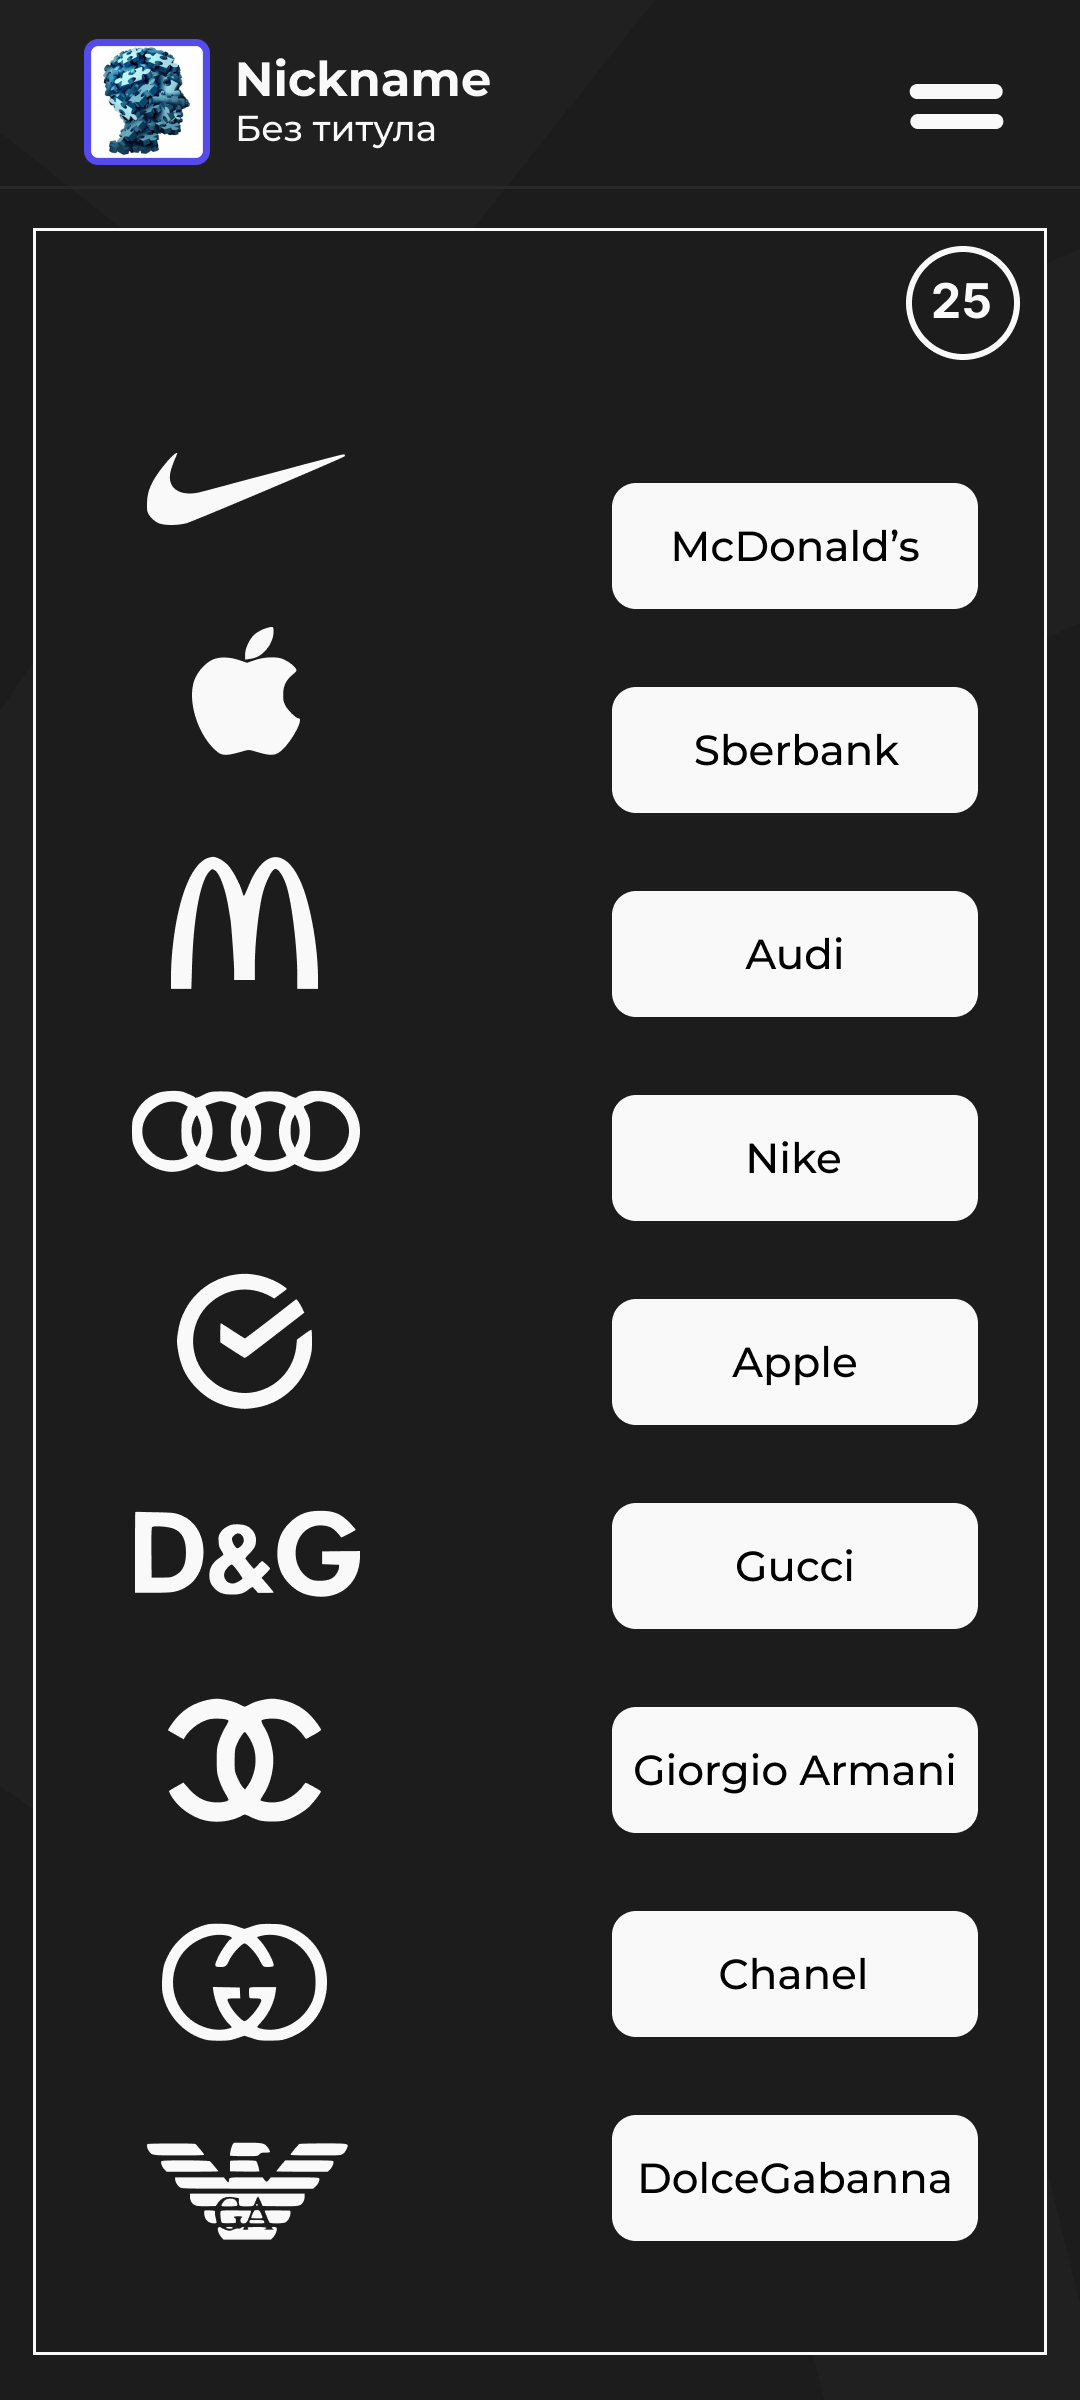 Nickname
Без титула
25
McDonald’s
Sberbank
Audi
Nike
Apple
D&G
Gucci
Giorgio Armani
Chanel
GA
DolceGabanna